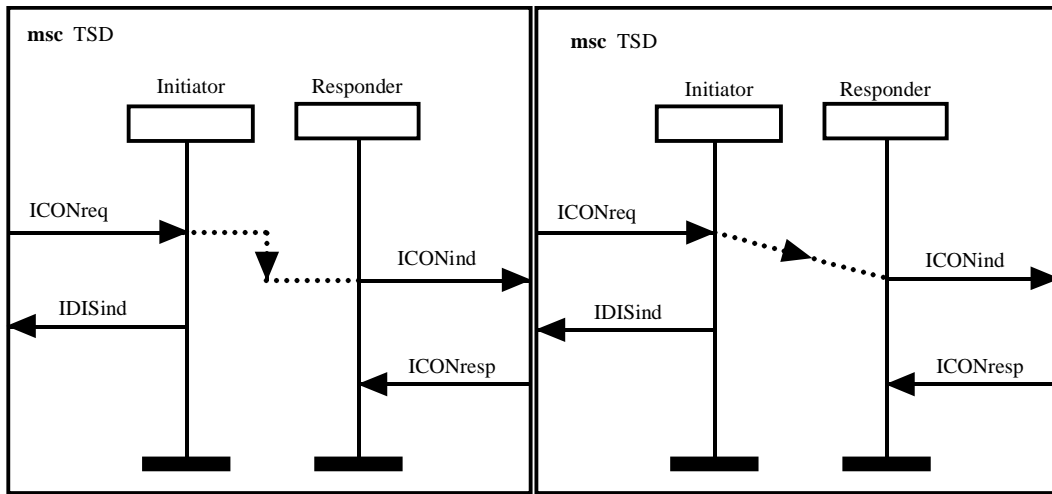 msc TSD
Initiator Responder
ICONreq
ICONind
IDISind
ICONresp
msc TSD
Initiator Responder
ICONreq
ICONind
IDISind
ICONresp